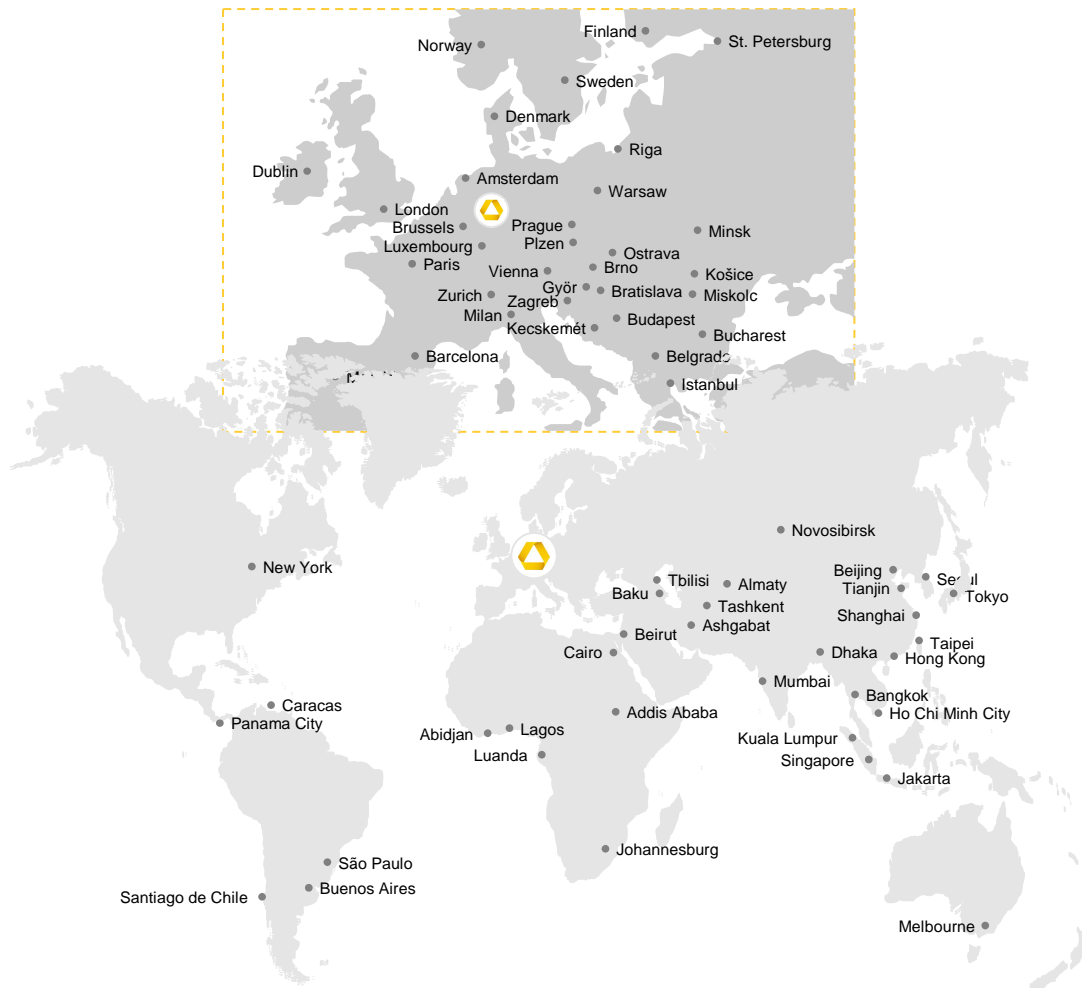 Finland
St. Petersburg
Norway
Sweden
Denmark
Riga
Dublin
Amsterdam
Warsaw
London
Brussels
Prague
Minsk
Luxembourg
Plzen
Ostrava
Paris
Vienna
Brno
Košice
Györ
Bratislava
Zurich
Zagreb
Miskolc
Milan
Budapest
Kecskemét
Bucharest
Barcelona
Belgrade
Istanbul
Novosibirsk
New York
Beijing
Seoul
Tbilisi
Almaty
Tianjin
Baku
Tokyo
Tashkent
Shanghai
Ashgabat
Beirut
Taipei
Cairo
Dhaka
Hong Kong
Mumbai
Bangkok
Caracas
Addis Ababa
Ho Chi Minh City
Panama City
Abidjan
Lagos
Kuala Lumpur
Luanda
Singapore
Jakarta
Johannesburg
São Paulo
Buenos Aires
Santiago de Chile
Melbourne